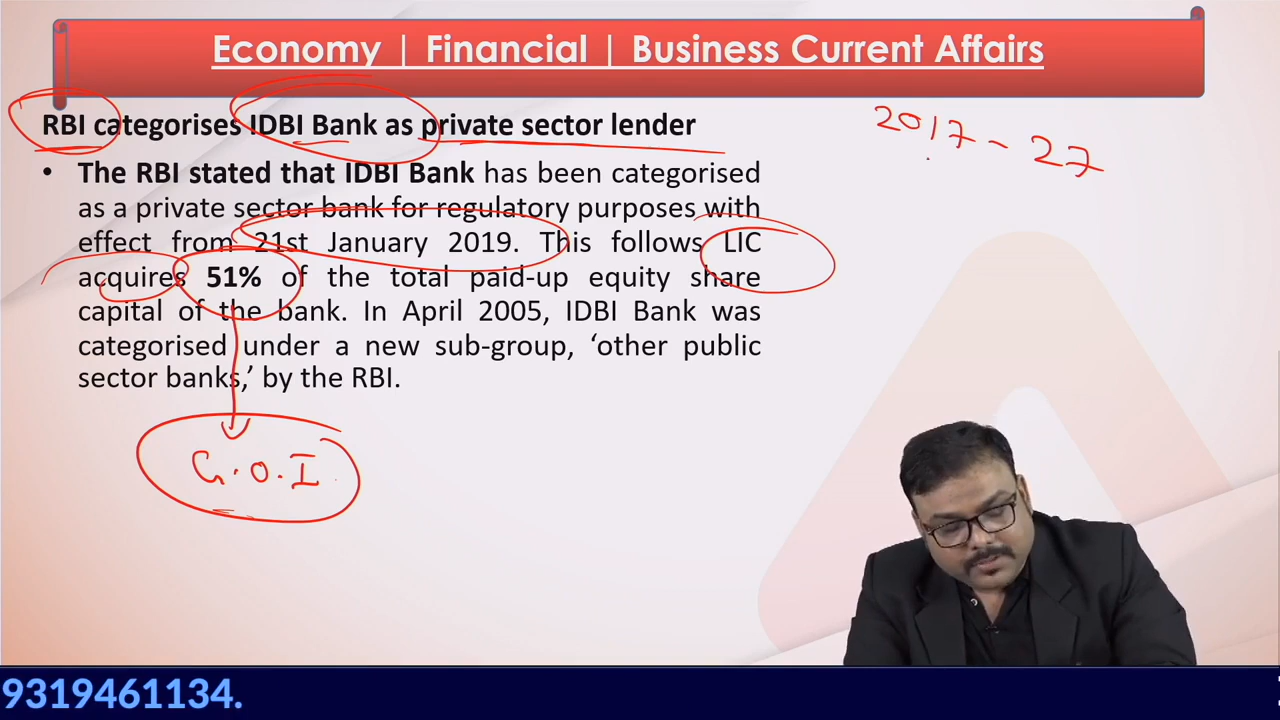 Economy | Financial | Business Current Affairs
RBI categorises IDBI Bank as private sector lender
2017 - 27
• The RBI stated that IDBI Bank has been categorised
as a private sector bank for regulatory purposes with
effect from 21st January 2019. This follows LIC
acquires 51% of the total paid-up equity share
capital of the bank. In April 2005, IDBI Bank was
categorised under a new sub-group, ‘other public
sector banks,’ by the RBI.
G.O.I.
9319461134.